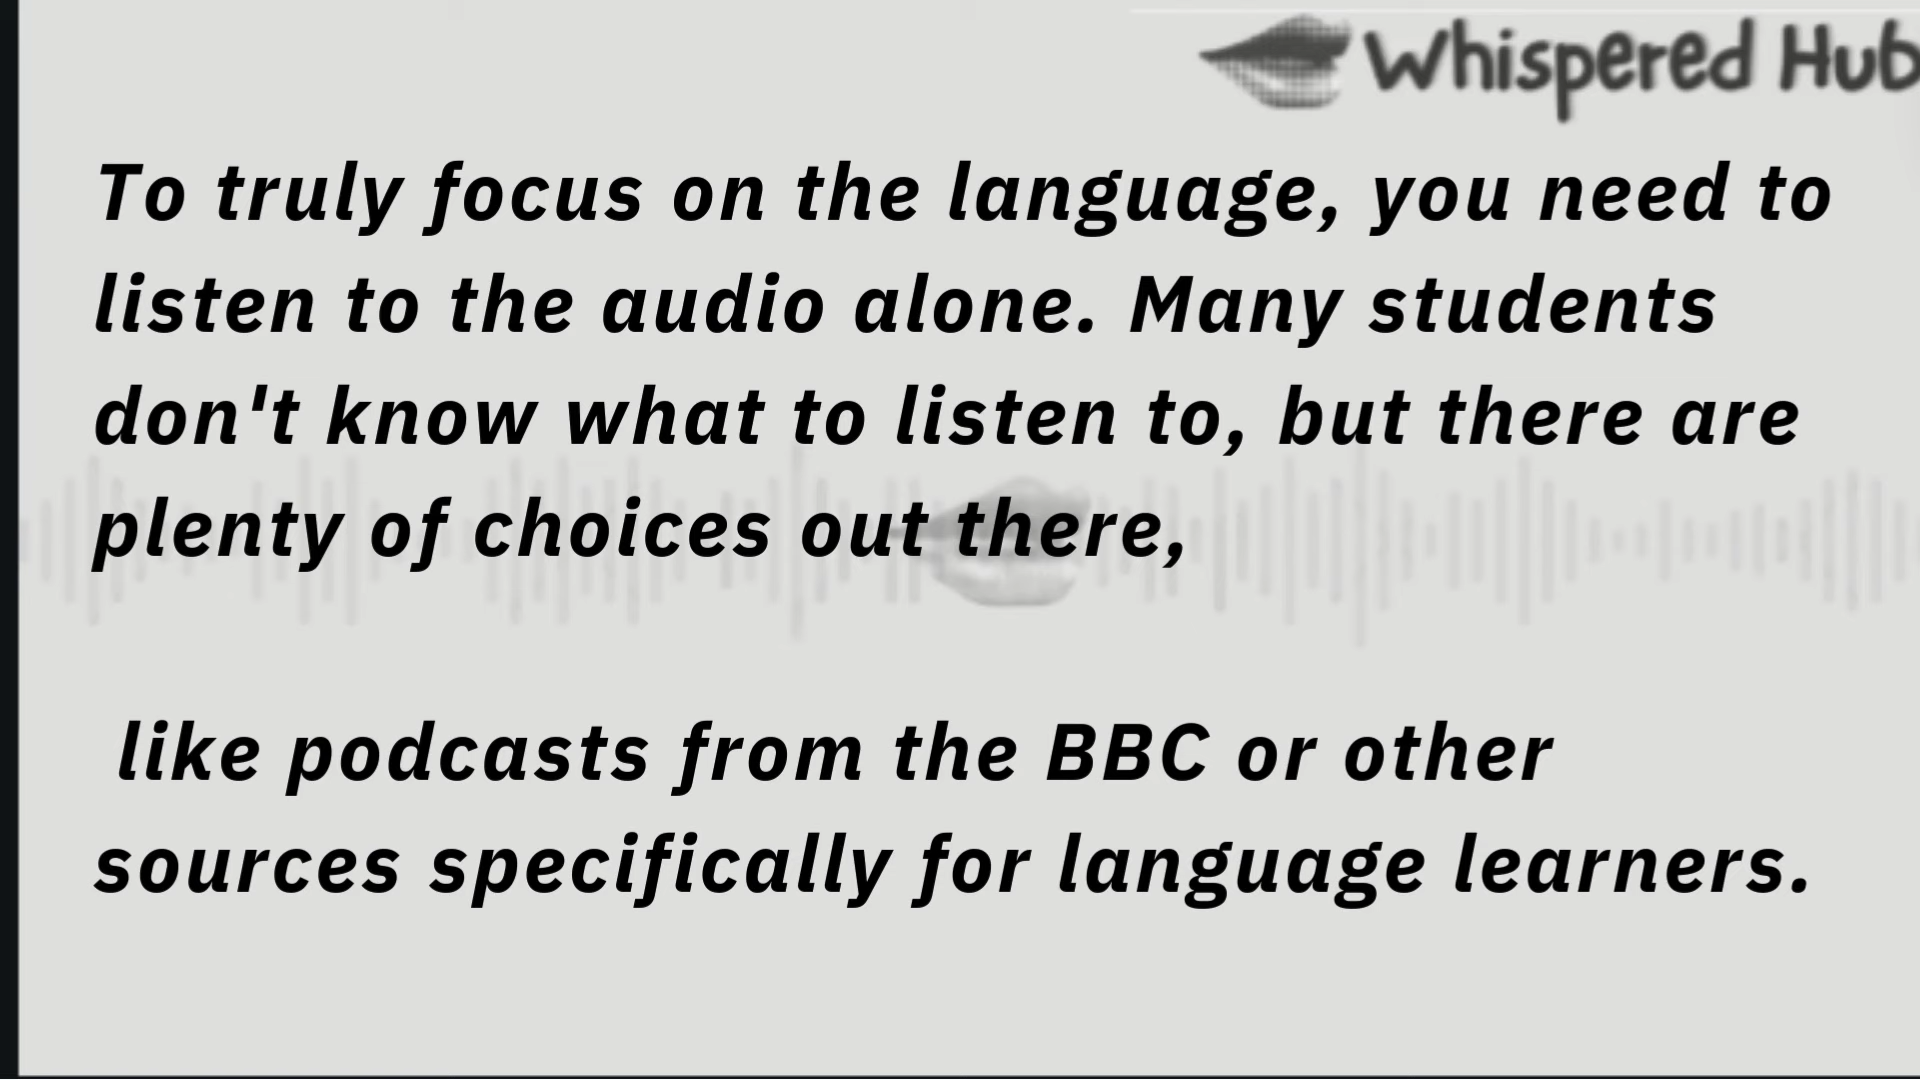 Whispered Hub
To truly focus on the language, you need to
listen to the audio alone. Many students
don't know what to listen to, but there are
plenty of choices out there,
like podcasts from the BBC or other
sources specifically for language learners.